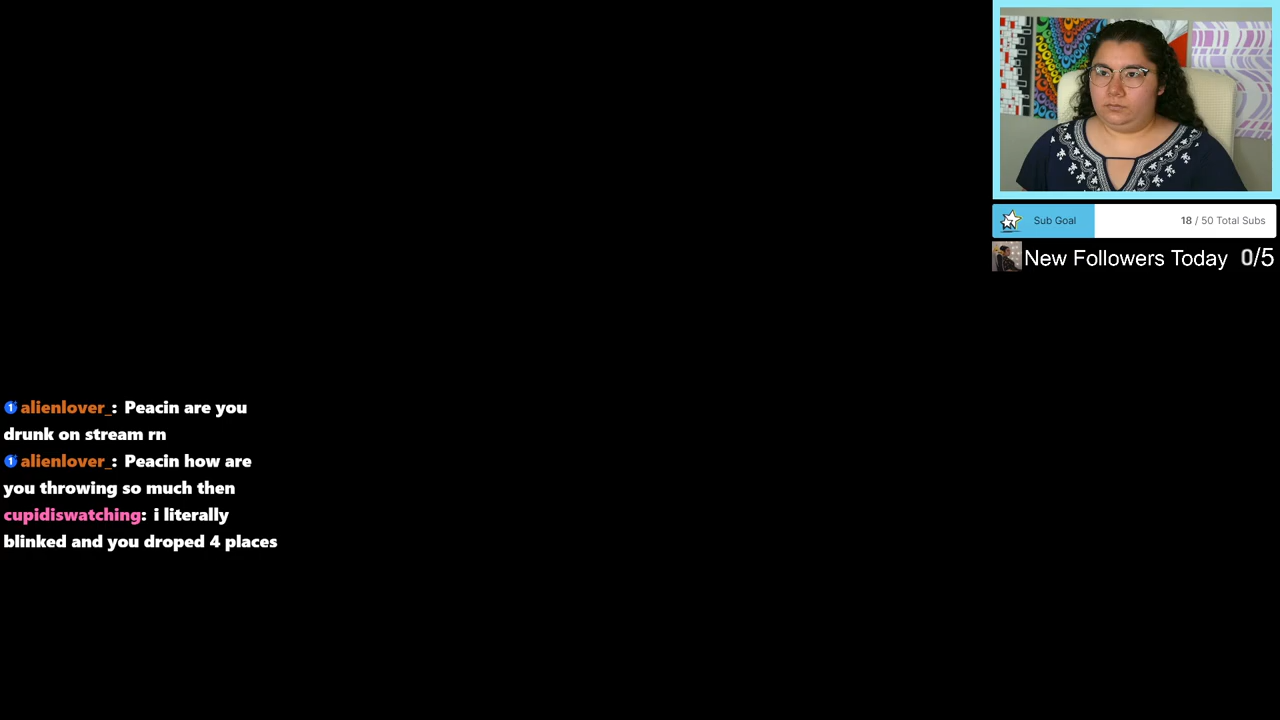 Sub Goal 18 / 50 Total Subs
New Followers Today 0/5
alienlover_: Peacin are you
drunk on stream rn
alienlover_: Peacin how are
you throwing so much then
cupidiswatching: i literally
blinked and you droped 4 places